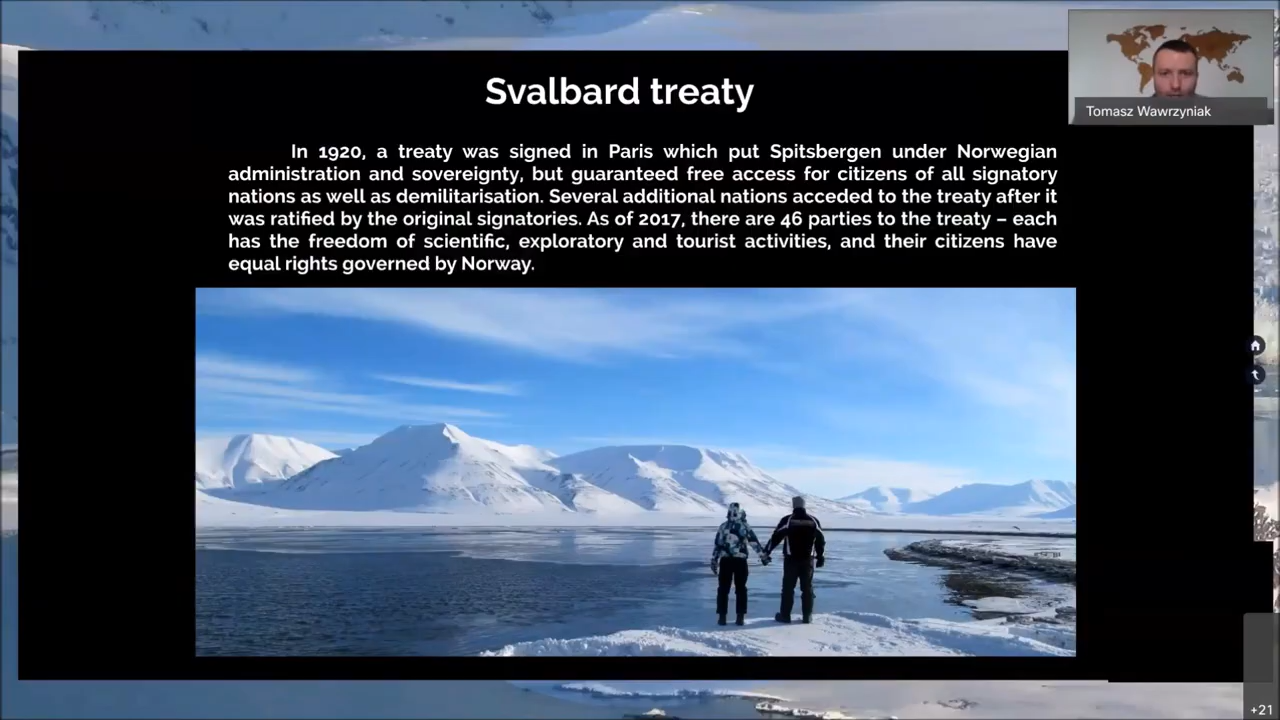 Svalbard treaty
Tomasz Wawrzyniak
In 1920, a treaty was signed in Paris which put Spitsbergen under Norwegian
administration and sovereignty, but guaranteed free access for citizens of all signatory
nations as well as demilitarisation. Several additional nations acceded to the treaty after it
was ratified by the original signatories. As of 2017, there are 46 parties to the treaty – each
has the freedom of scientific, exploratory and tourist activities, and their citizens have
equal rights governed by Norway.
+21